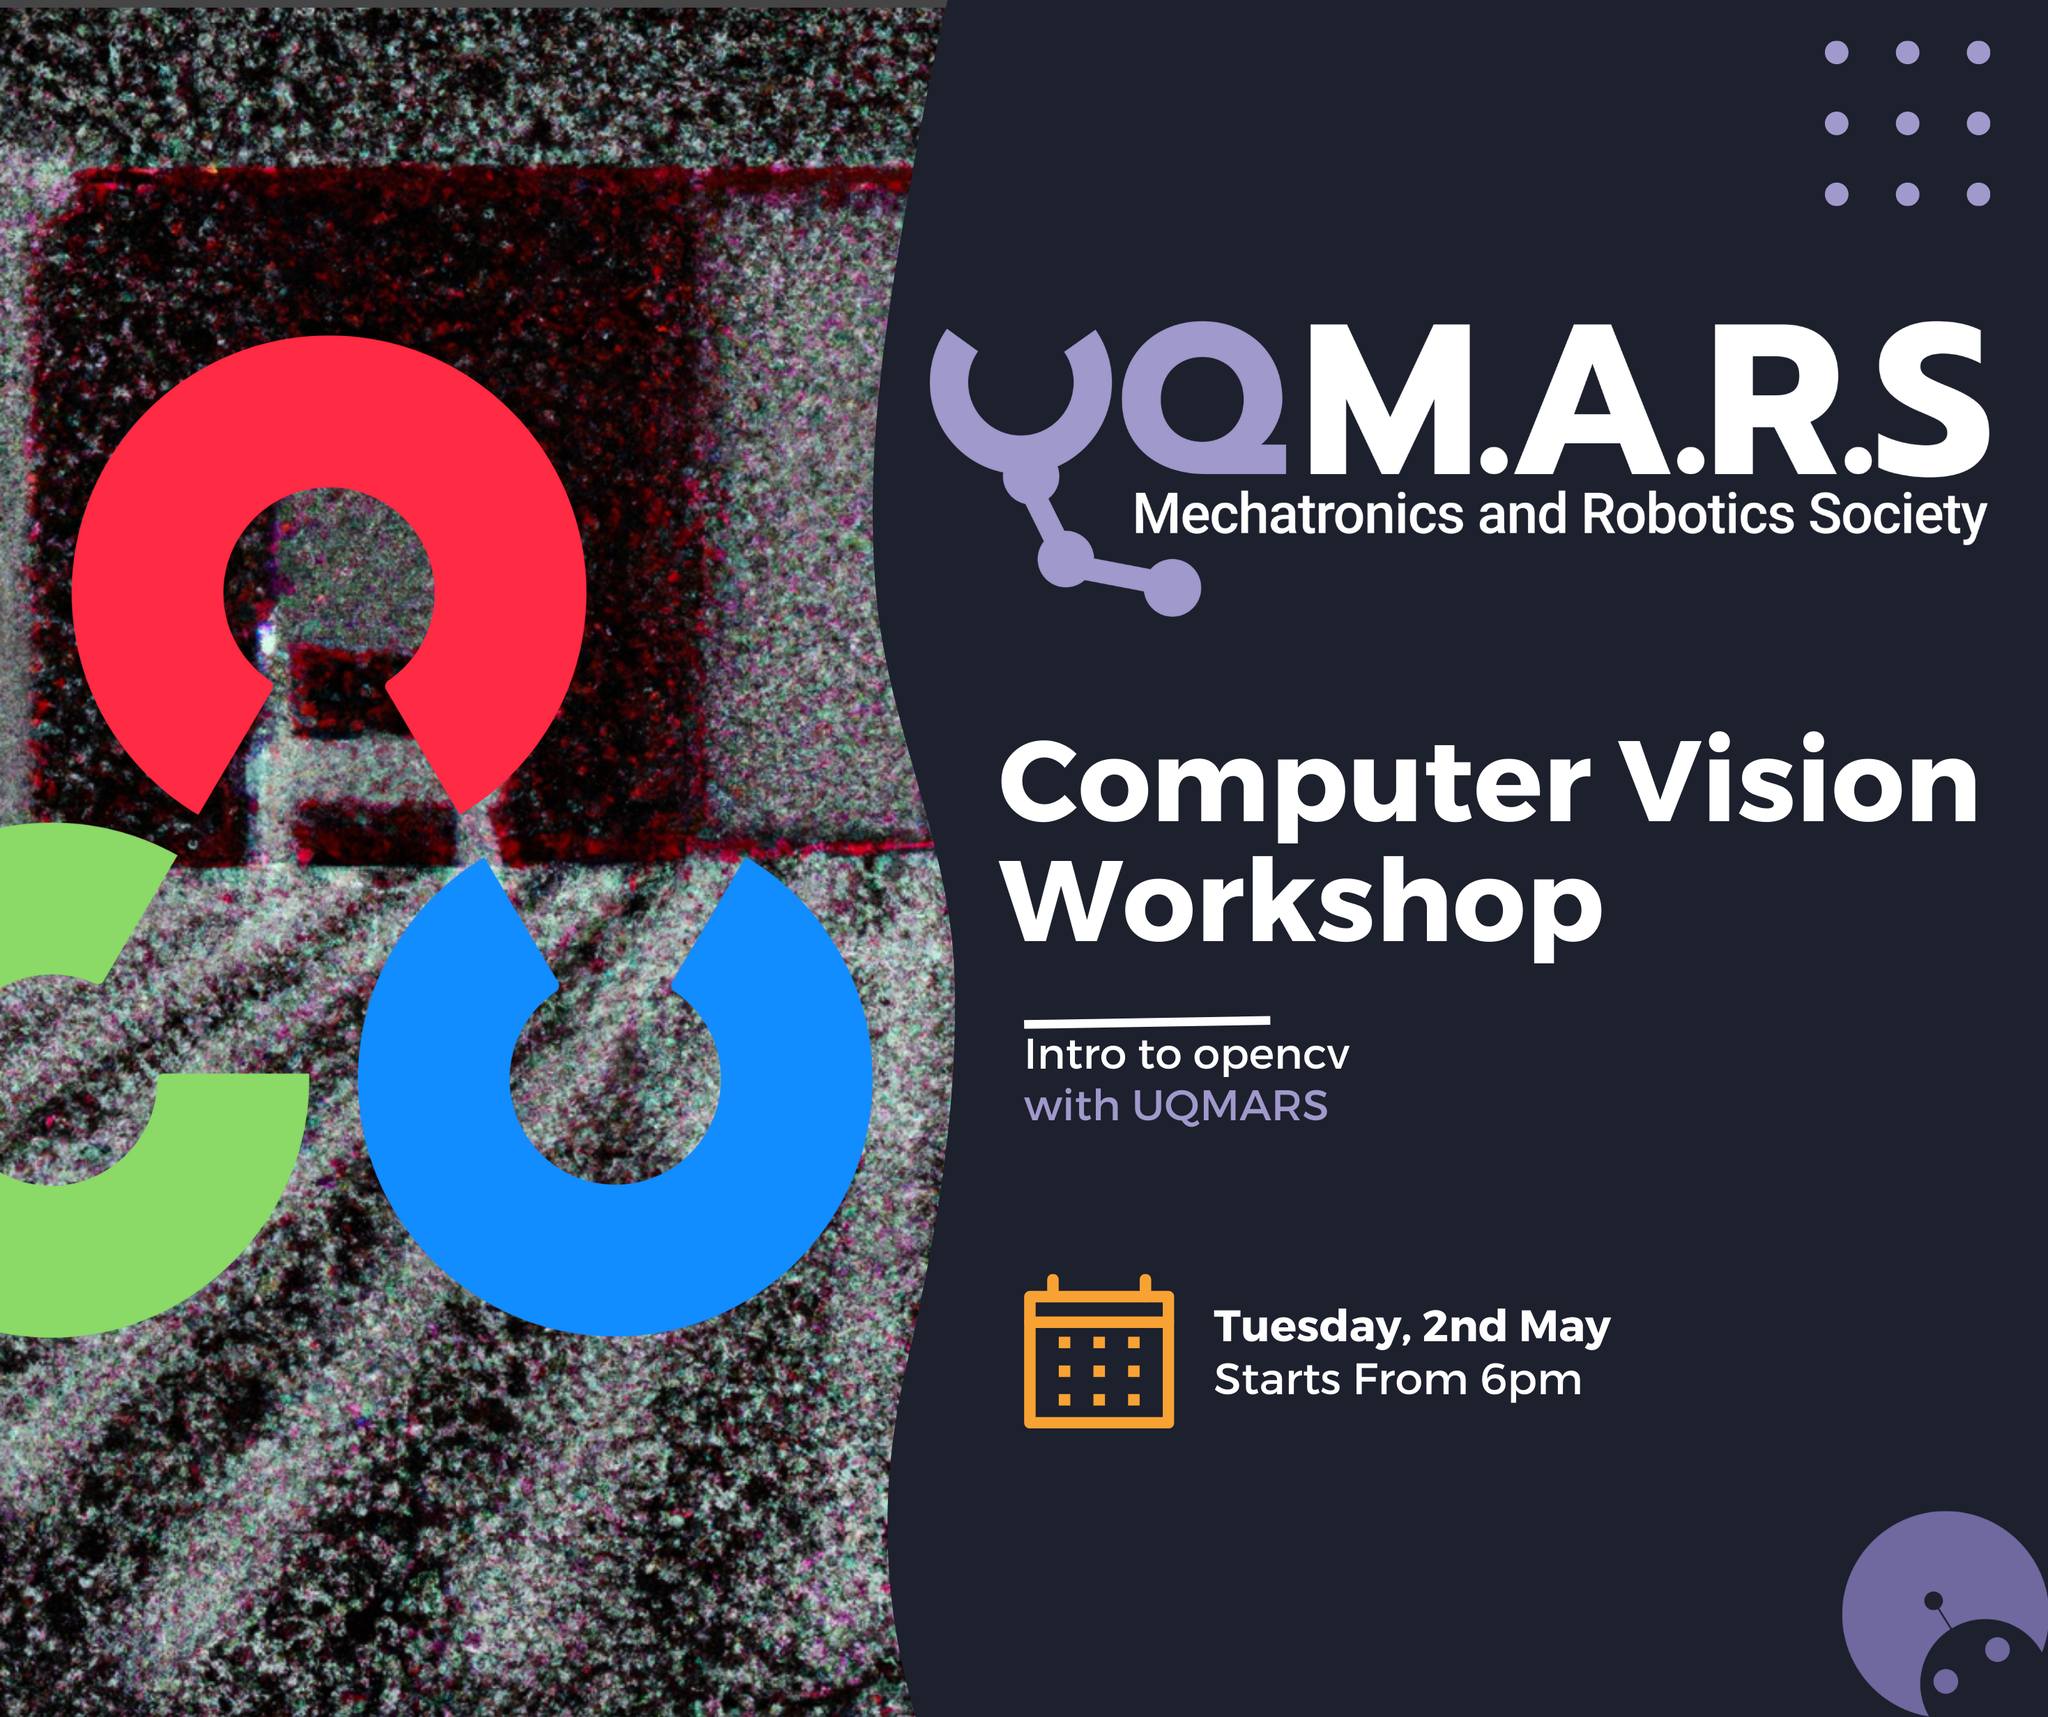 UQM.A.R.S
Mechatronics and Robotics Society
Computer Vision
Workshop
Intro to opencv
with UQMARS
Tuesday, 2nd May
Starts From 6pm